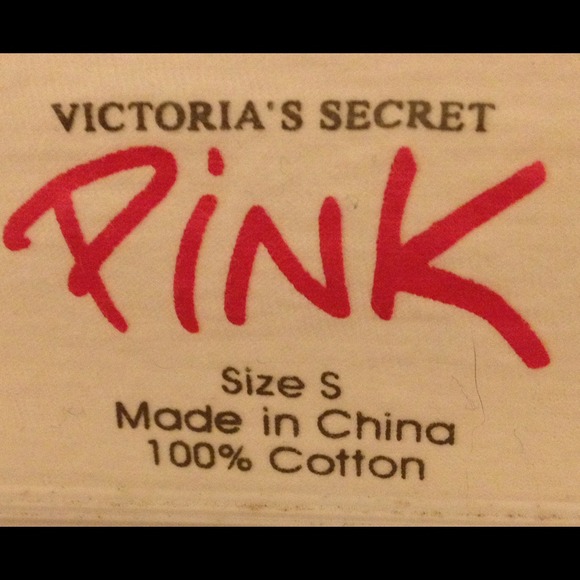 VICTORIA'S SECRET
PiNK
Size S
Made in China
100% Cotton